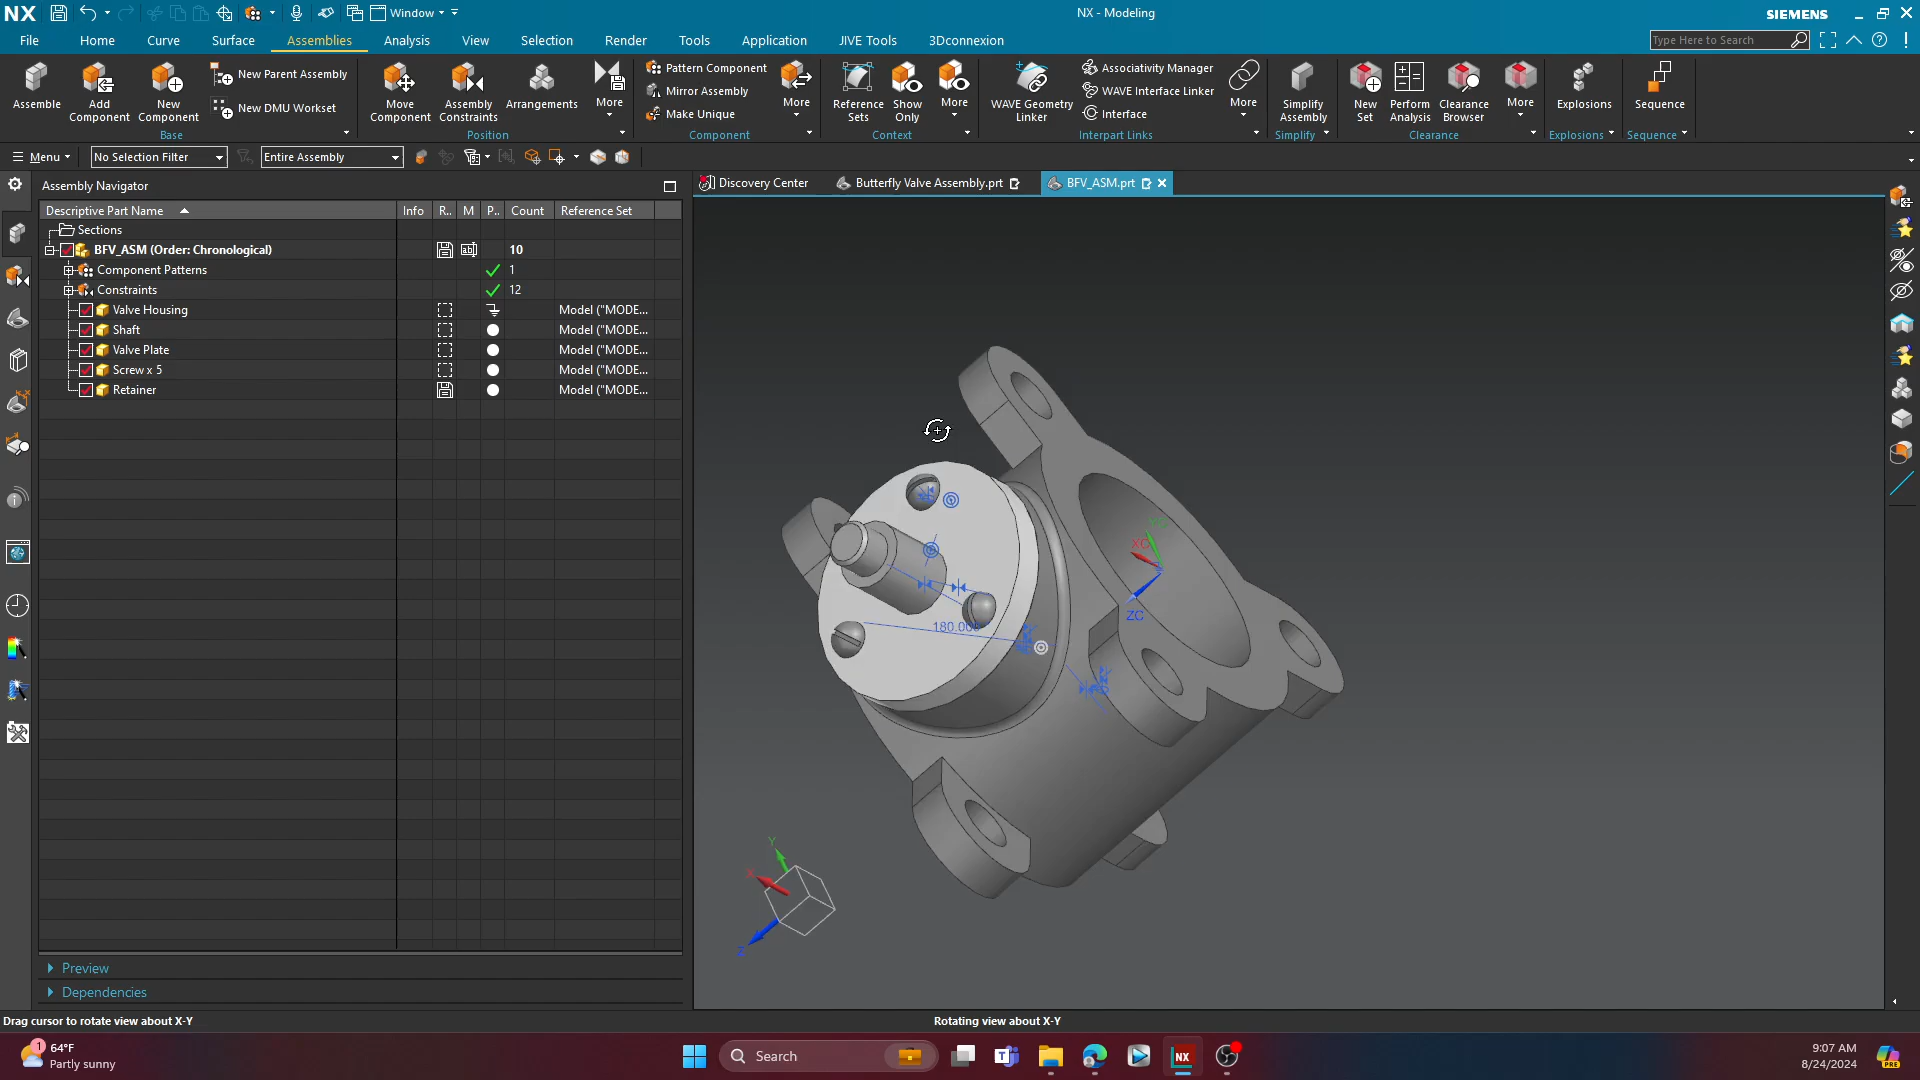 NX
Window
NX - Modeling
SIEMENS
File
Home
Curve
Surface
Assemblies
Analysis
View
Selection
Render
Tools
Application
JIVE Tools
3Dconnexion
Type Here to Search
Assemble
Add Component
New Component
New Parent Assembly
New DMU Workset
Base
Move Component
Assembly Constraints
Arrangements
More
Position
Pattern Component
Mirror Assembly
Make Unique
More
Component
Reference Sets
Show Only
More
Context
WAVE Geometry Linker
Associativity Manager
WAVE Interface Linker
Interface
More
Interpart Links
Simplify Assembly
Simplify
New Set
Perform Analysis
Clearance Browser
More
Clearance
Explosions
Explosions
Sequence
Sequence
Menu
No Selection Filter
Entire Assembly
Assembly Navigator
Discovery Center
Butterfly Valve Assembly.prt
BFV_ASM.prt
Descriptive Part Name
Info
R..
M
P..
Count
Reference Set
Sections
BFV_ASM (Order: Chronological)
10
Component Patterns
1
Constraints
12
Valve Housing
Model ("MODE...
Shaft
Model ("MODE...
Valve Plate
Model ("MODE...
Screw x 5
Model ("MODE...
Retainer
Model ("MODE...
YC
XC
ZC
180.000
Y
X
Z
Preview
Dependencies
Drag cursor to rotate view about X-Y
Rotating view about X-Y
1
64°F
Partly sunny
Search
NX
9:07 AM
8/24/2024
PRE